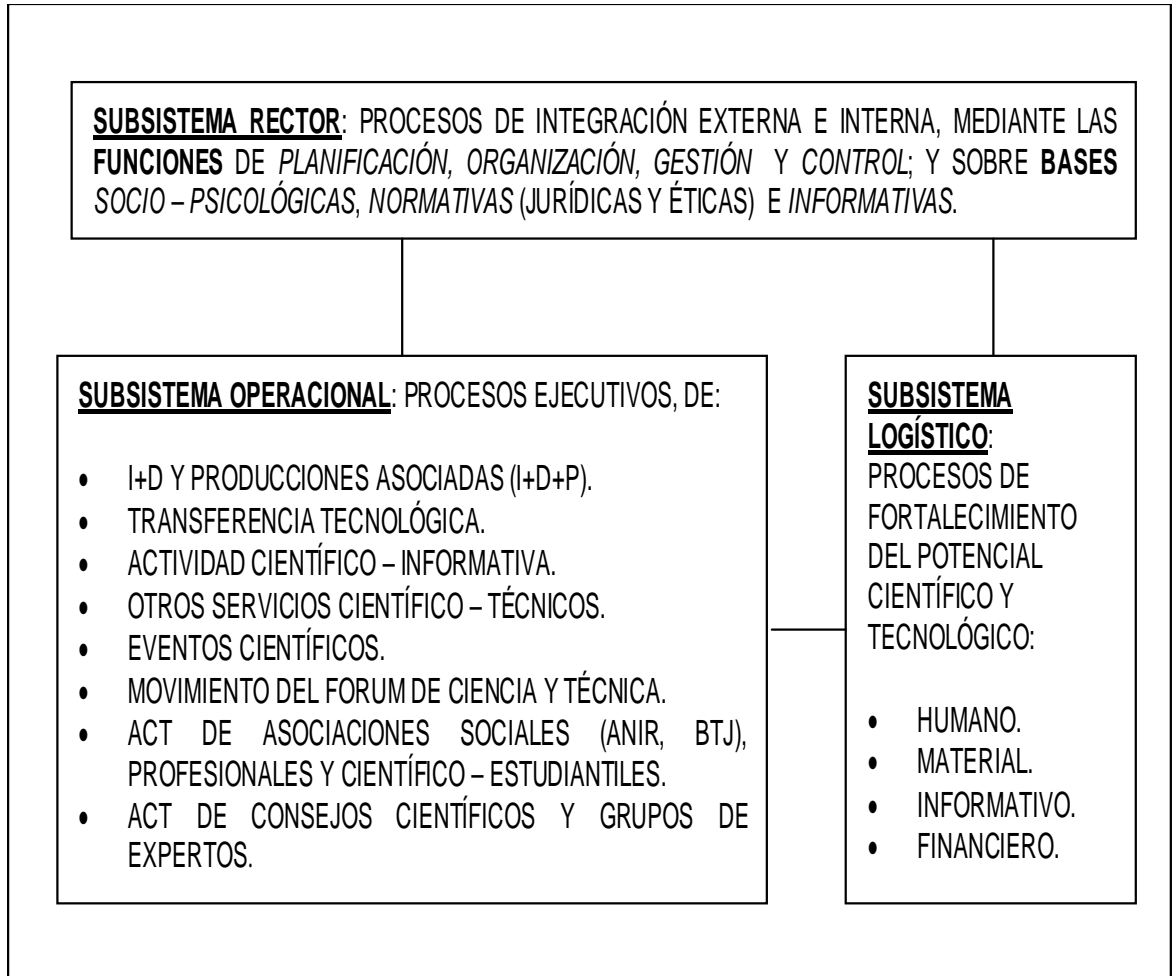 SUBSISTEMA RECTOR: PROCESOS DE INTEGRACIÓN EXTERNA E INTERNA, MEDIANTE LAS
FUNCIONES DE PLANIFICACIÓN, ORGANIZACIÓN, GESTIÓN Y CONTROL; Y SOBRE BASES
SOCIO – PSICOLÓGICAS, NORMATIVAS (JURÍDICAS Y ÉTICAS) E INFORMATIVAS.
SUBSISTEMA OPERACIONAL: PROCESOS EJECUTIVOS, DE:
• I+D Y PRODUCCIONES ASOCIADAS (I+D+P).
• TRANSFERENCIA TECNOLÓGICA.
• ACTIVIDAD CIENTÍFICO – INFORMATIVA.
• OTROS SERVICIOS CIENTÍFICO – TÉCNICOS.
• EVENTOS CIENTÍFICOS.
• MOVIMIENTO DEL FORUM DE CIENCIA Y TÉCNICA.
• ACT DE ASOCIACIONES SOCIALES (ANIR, BTJ),
PROFESIONALES Y CIENTÍFICO – ESTUDIANTILES.
• ACT DE CONSEJOS CIENTÍFICOS Y GRUPOS DE
EXPERTOS.
SUBSISTEMA
LOGÍSTICO:
PROCESOS DE
FORTALECIMIENTO
DEL POTENCIAL
CIENTÍFICO Y
TECNOLÓGICO:
• HUMANO.
• MATERIAL.
• INFORMATIVO.
• FINANCIERO.